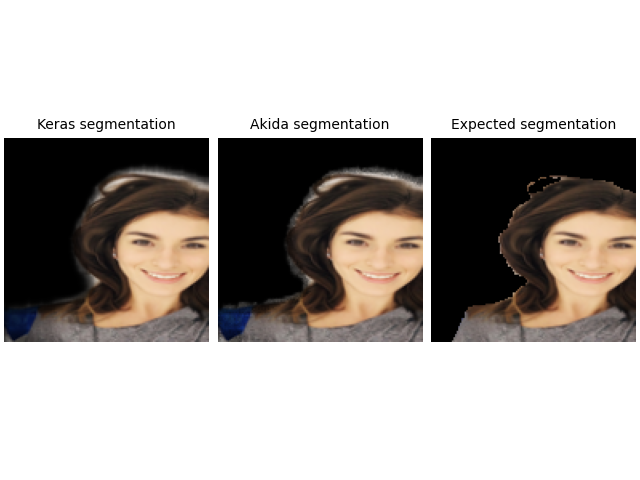 Keras segmentation
Akida segmentation
Expected segmentation